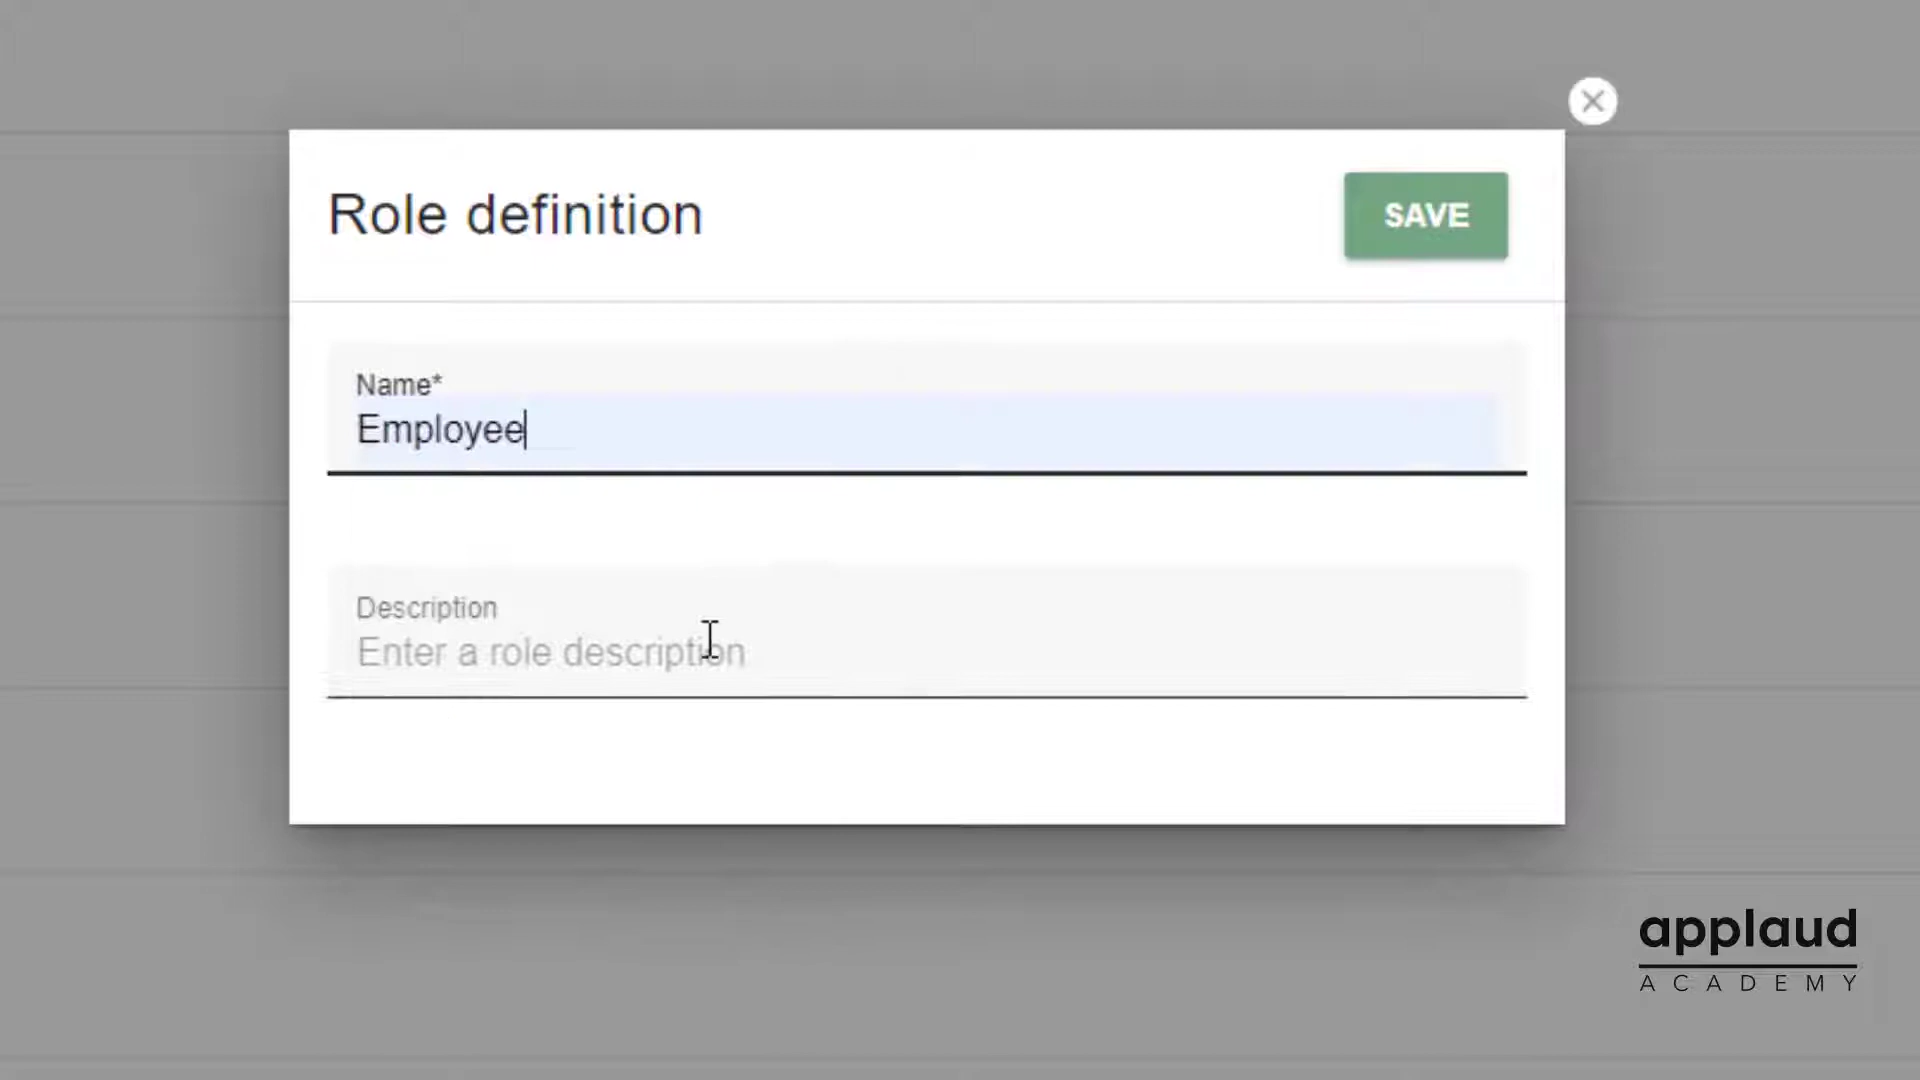 Role definition
SAVE
Name*
Employee
Description
Enter a role description
applaud
ACADEMY